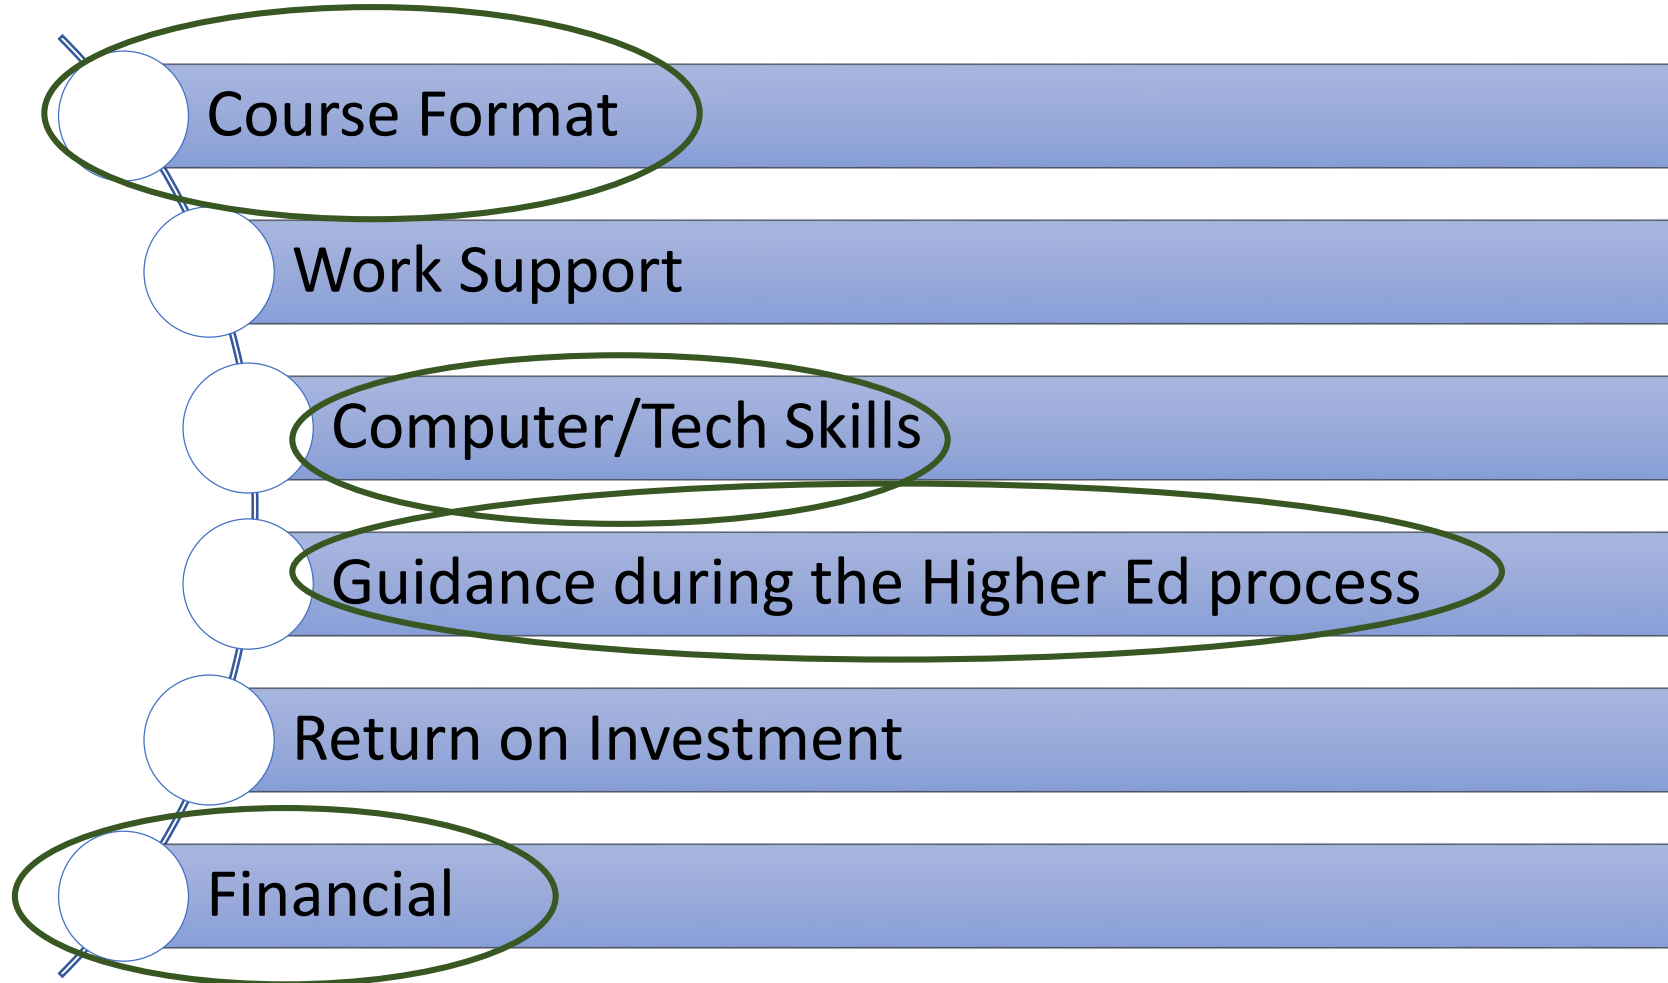 Course Format
Work Support
Computer/Tech Skills
Guidance during the Higher Ed process
Return on Investment
Financial